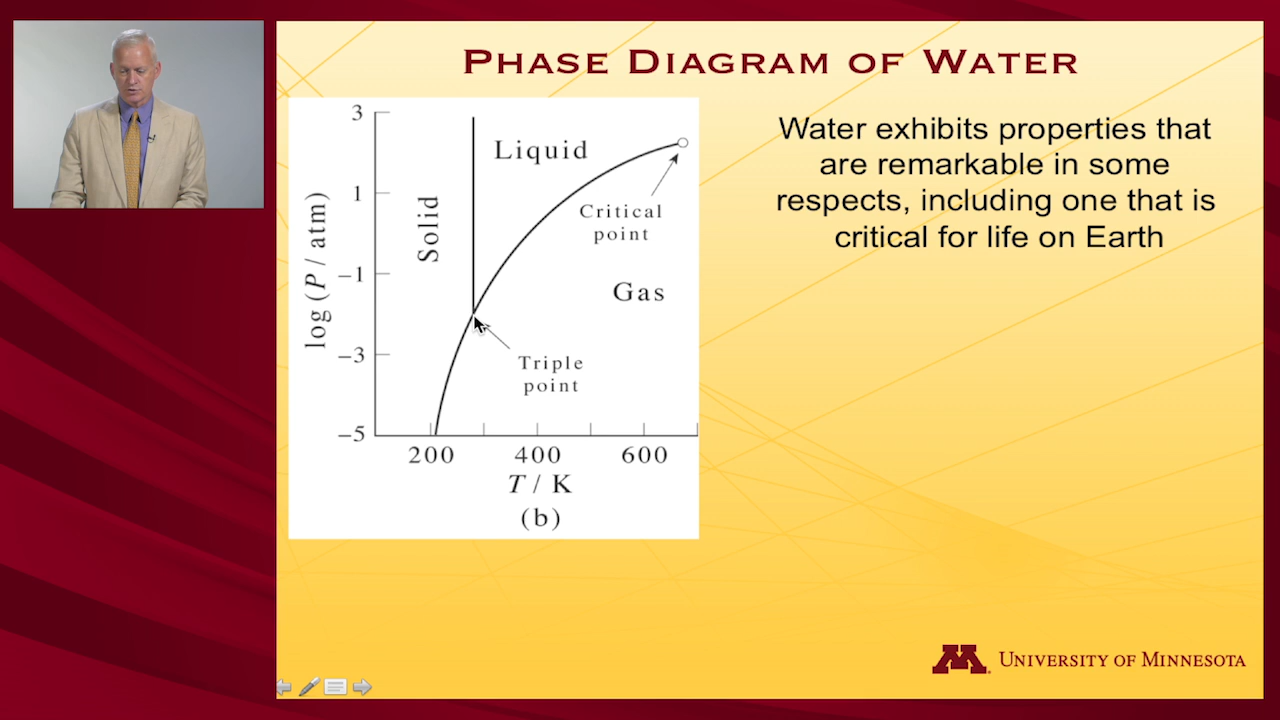 PHASE DIAGRAM OF WATER
3
1
−1
−3
−5
log (P / atm)
Solid
Liquid
Critical
point
Gas
Triple
point
200 400 600
T / K
(b)
Water exhibits properties that
are remarkable in some
respects, including one that is
critical for life on Earth
M
UNIVERSITY OF MINNESOTA